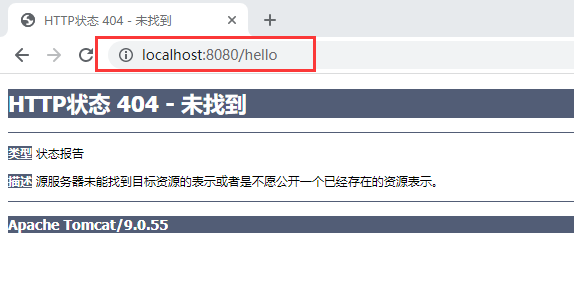 HTTP状态 404 - 未找到
localhost:8080/hello
HTTP状态 404 - 未找到
类型 状态报告
描述 源服务器未能找到目标资源的表示或者是不愿公开一个已经存在的资源表示。
Apache Tomcat/9.0.55